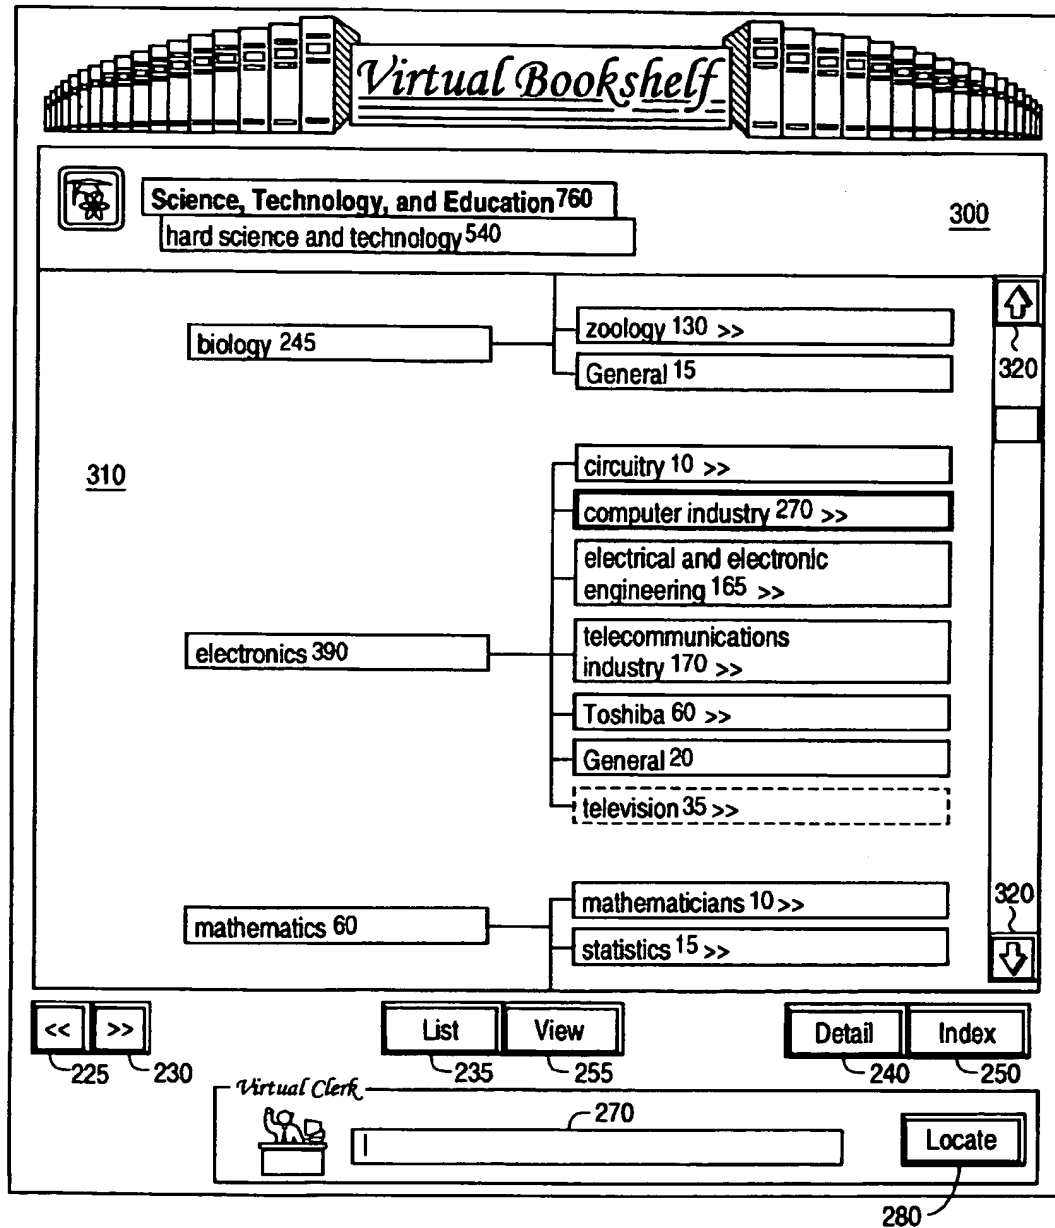 Virtual Bookshelf
Science, Technology, and Education 760
hard science and technology 540
300
biology 245
zoology 130 >>
General 15
320
310
circuitry 10 >>
computer industry 270 >>
electrical and electronic
engineering 165 >>
electronics 390
telecommunications
industry 170 >>
Toshiba 60 >>
General 20
television 35 >>
mathematics 60
mathematicians 10 >>
statistics 15 >>
320
<< >> List View Detail Index
225 230 235 255 240 250
Virtual Clerk
270
Locate
280